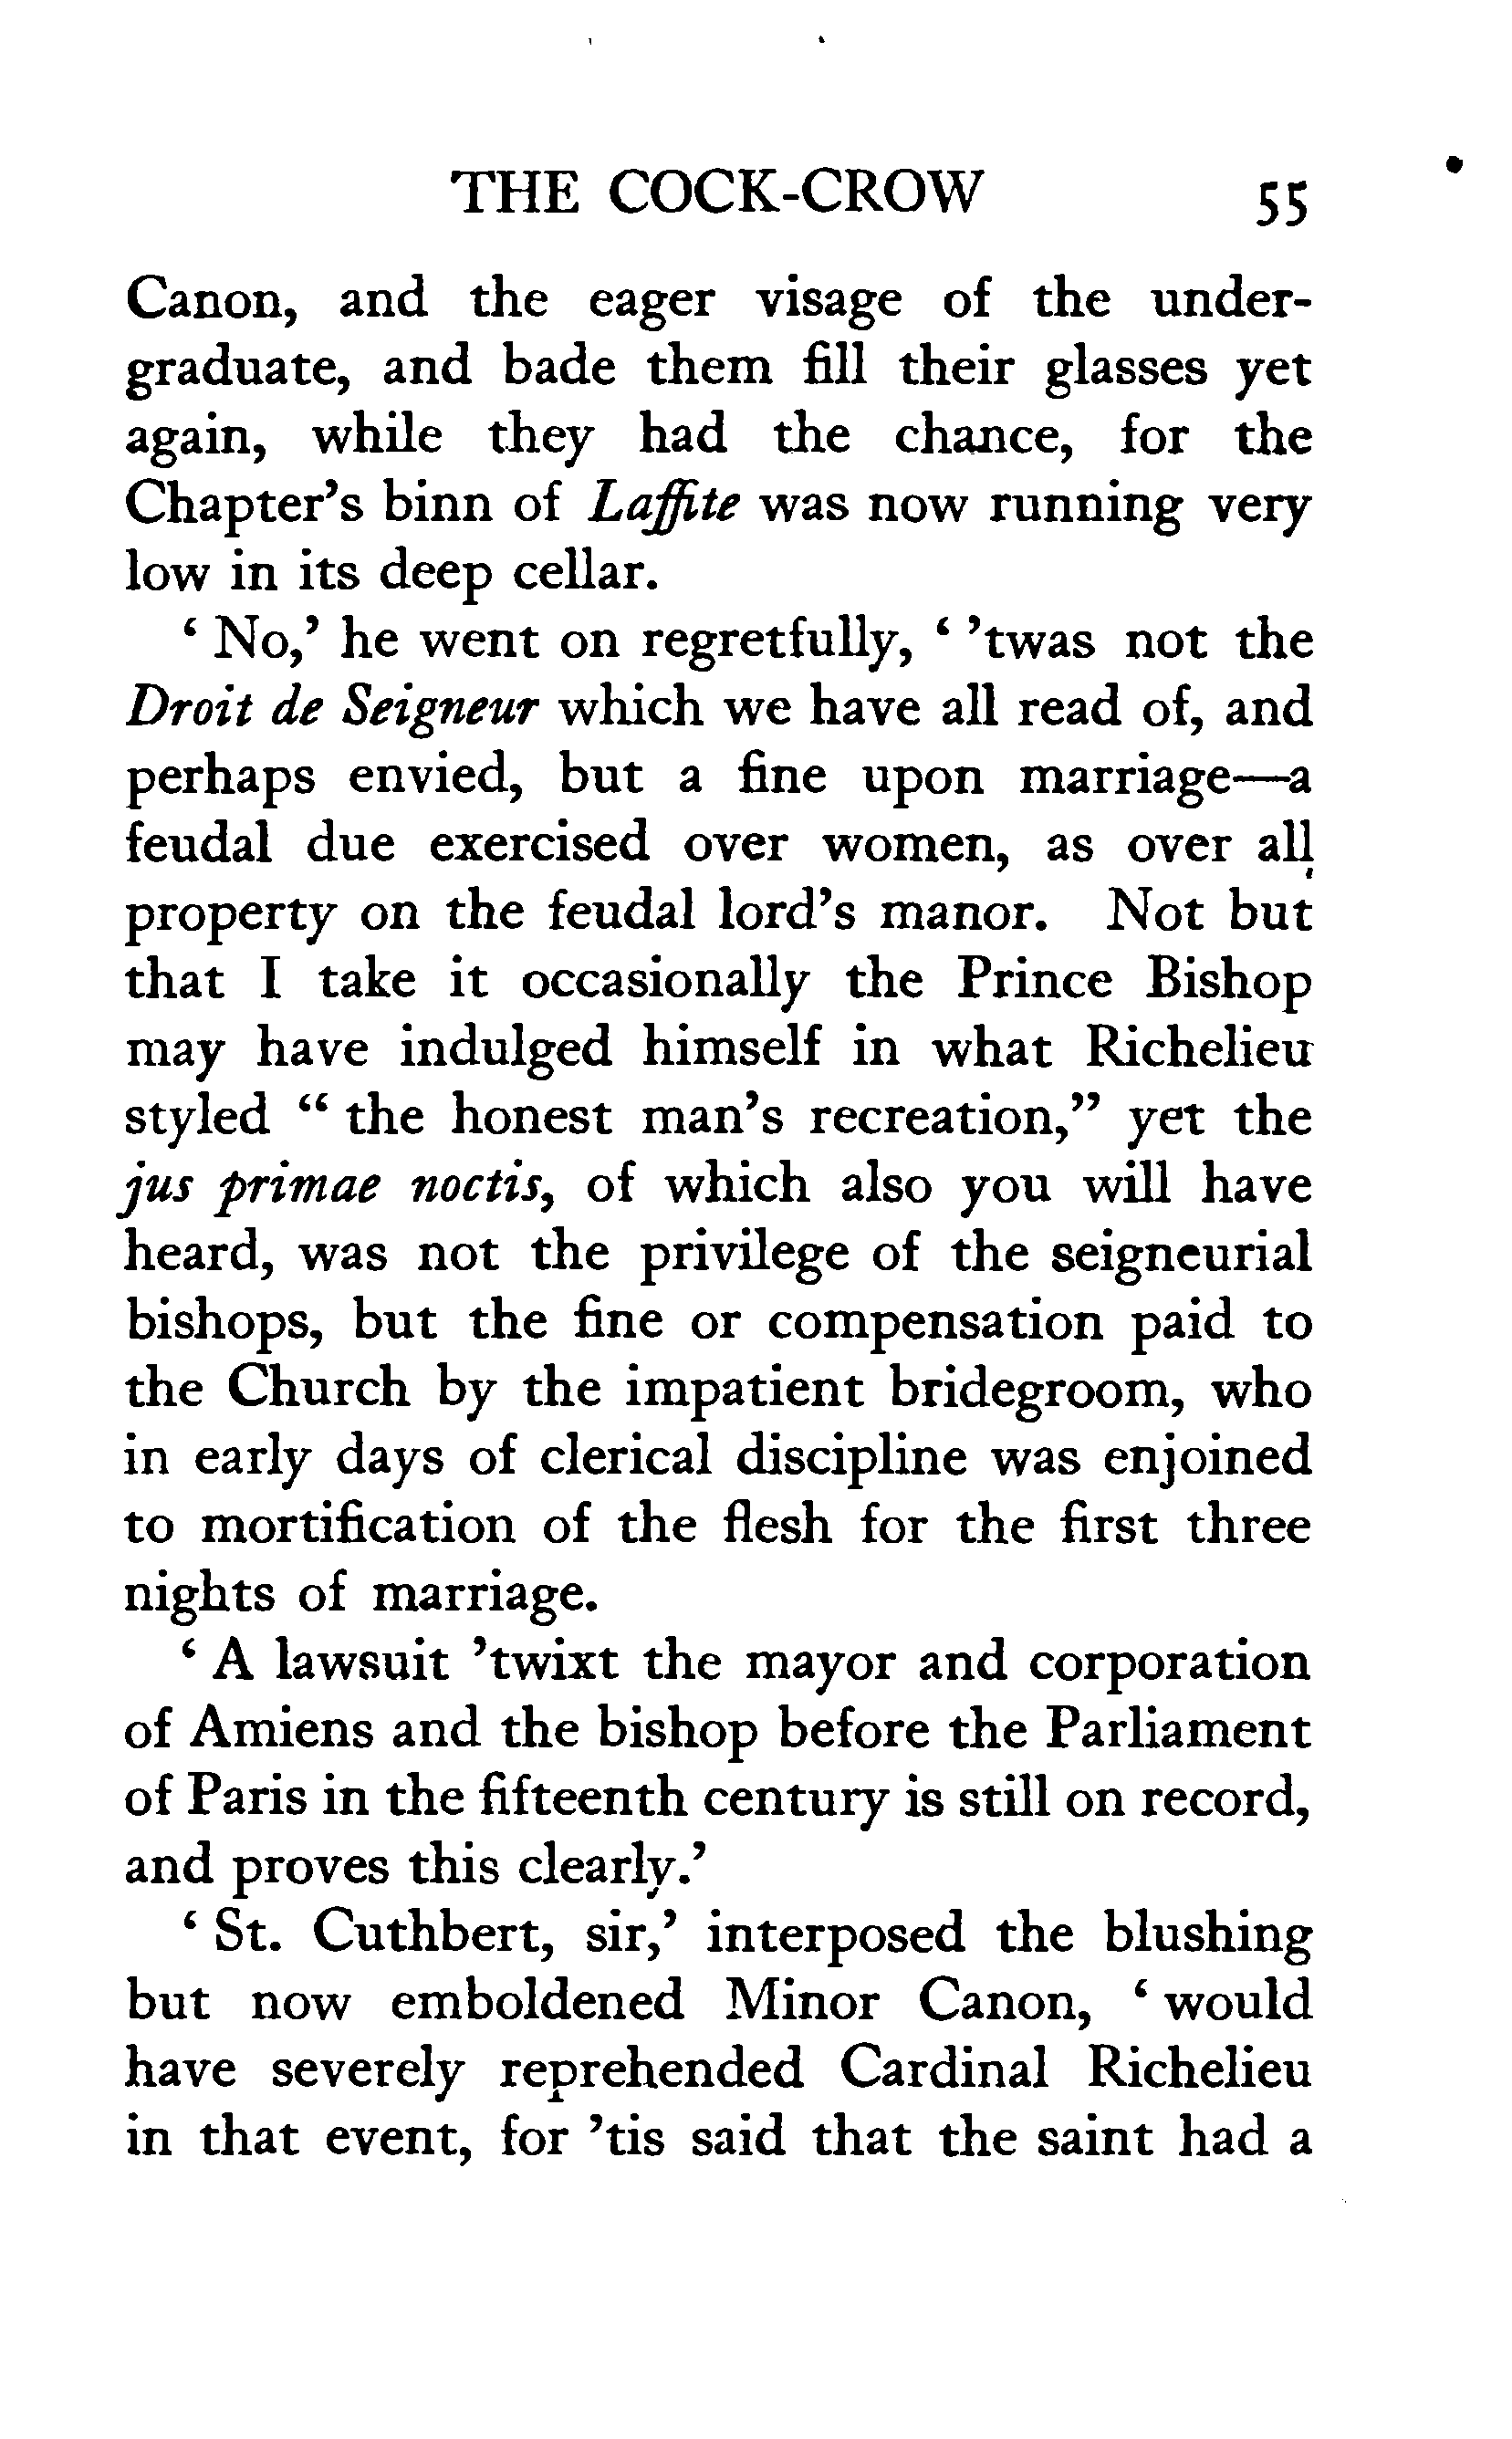 THE COCK-CROW 55
Canon, and the eager visage of the under-
graduate, and bade them fill their glasses yet
again, while they had the chance, for the
Chapter's binn of Laffite was now running very
low in its deep cellar.
‘ No,’ he went on regretfully, ‘ ’twas not the
Droit de Seigneur which we have all read of, and
perhaps envied, but a fine upon marriage—a
feudal due exercised over women, as over all
property on the feudal lord’s manor. Not but
that I take it occasionally the Prince Bishop
may have indulged himself in what Richelieu
styled “ the honest man’s recreation,” yet the
jus primae noctis, of which also you will have
heard, was not the privilege of the seigneurial
bishops, but the fine or compensation paid to
the Church by the impatient bridegroom, who
in early days of clerical discipline was enjoined
to mortification of the flesh for the first three
nights of marriage.
‘ A lawsuit ’twixt the mayor and corporation
of Amiens and the bishop before the Parliament
of Paris in the fifteenth century is still on record,
and proves this clearly.’
‘ St. Cuthbert, sir,’ interposed the blushing
but now emboldened Minor Canon, ‘ would
have severely reprehended Cardinal Richelieu
in that event, for ’tis said that the saint had a